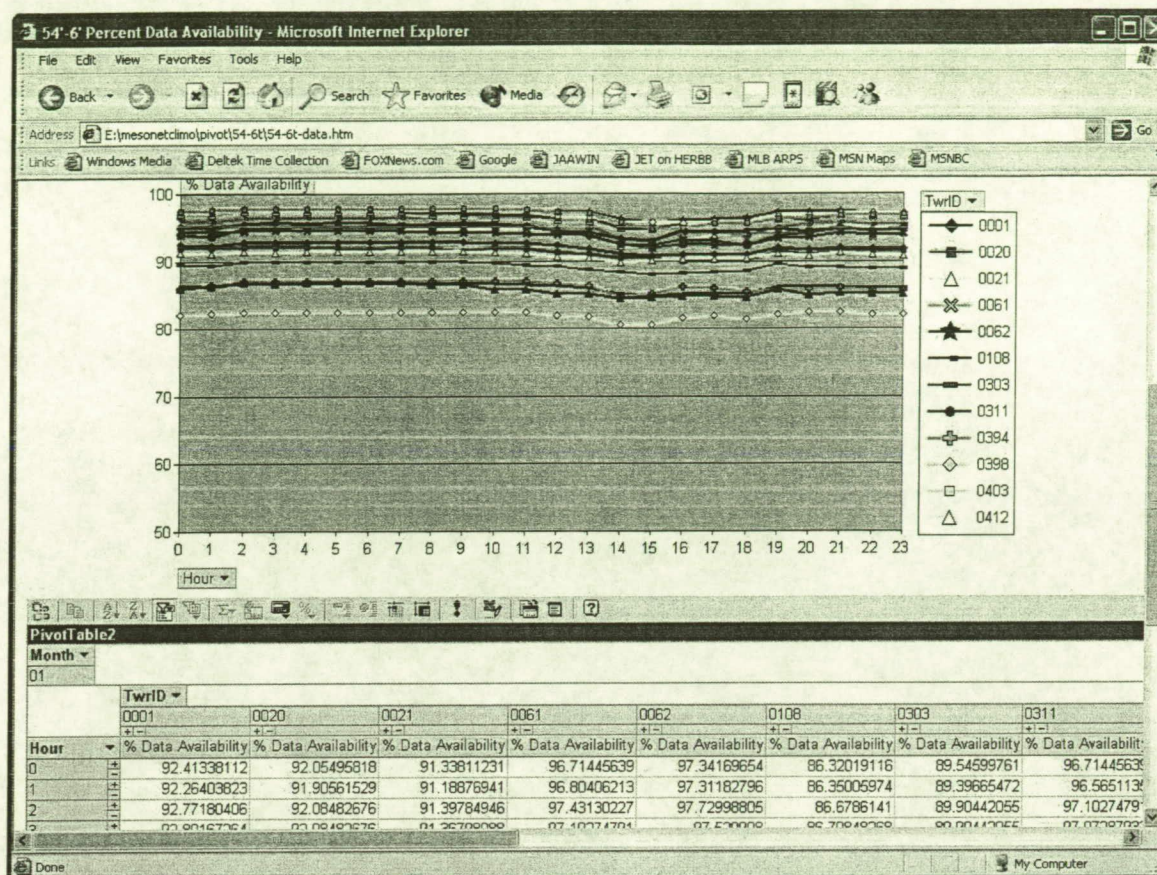 54'-6' Percent Data Availability - Microsoft Internet Explorer
File Edit View Favorites Tools Help
Back Search Favorites Media
Address E:\mesonetclimo\pivot\54-6t\54-6t-data.htm Go
Links Windows Media Deltek Time Collection FOXNews.com Google JAAWIN JET on HERBB MLB ARPS MSN Maps MSNBC
% Data Availability
100
90
80
70
60
50
0 1 2 3 4 5 6 7 8 9 10 11 12 13 14 15 16 17 18 19 20 21 22 23
Hour
TwrID
0001
0020
0021
0061
0062
0108
0303
0311
0394
0398
0403
0412
PivotTable2
Month
01
TwrID
0001 0020 0021 0061 0062 0108 0303 0311
Hour % Data Availability % Data Availability % Data Availability % Data Availability % Data Availability % Data Availability % Data Availability % Data Availability
0 92.41338112 92.05495818 91.33811231 96.71445639 97.34169654 86.32019116 89.54599761 96.71445639
1 92.26403823 91.90561529 91.18876941 96.80406213 97.31182796 86.35005974 89.39665472 96.5651135
2 92.77180406 92.08482676 91.39784946 97.43130227 97.72998805 86.6786141 89.90442055 97.1027479
Done My Computer